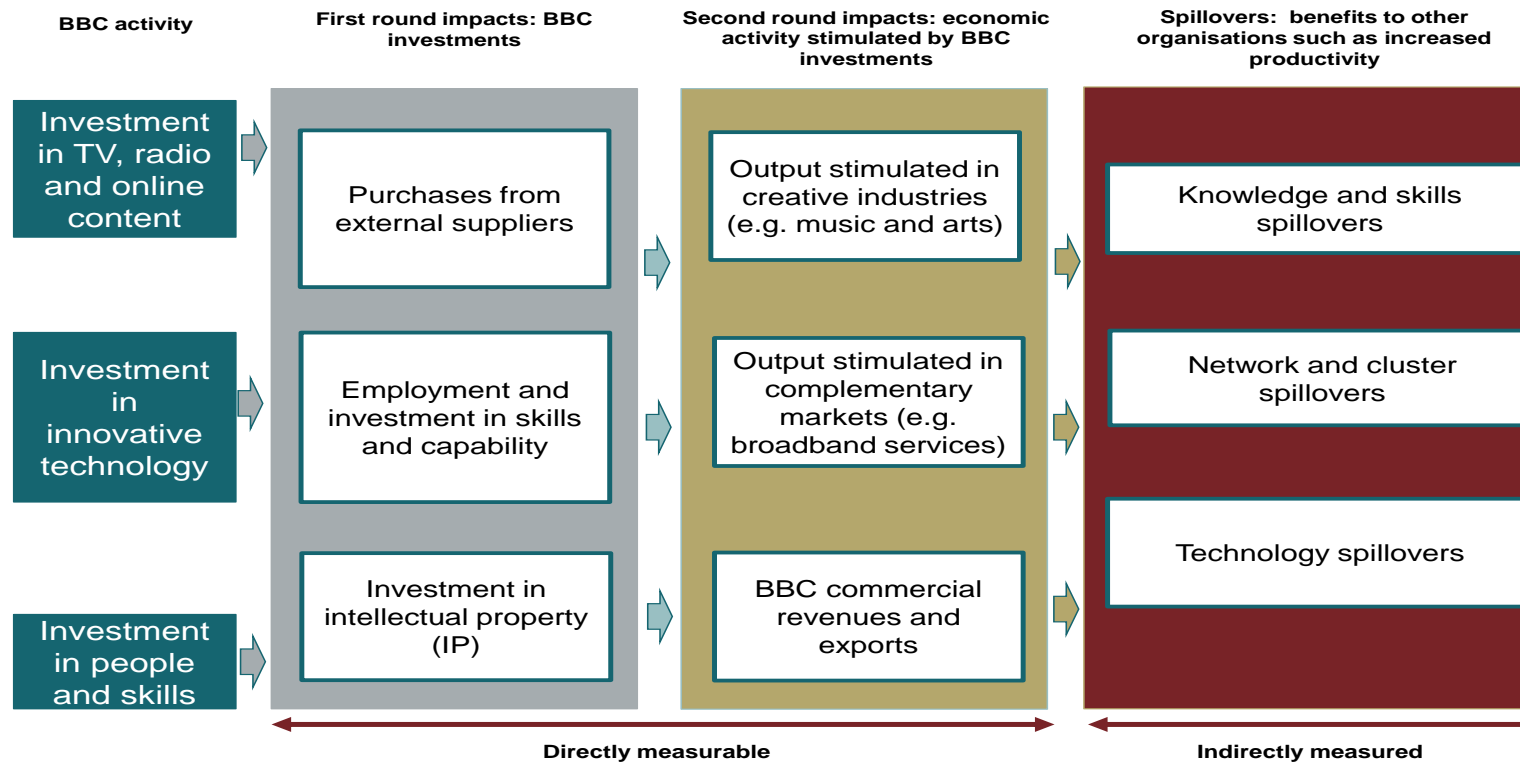 BBC activity
First round impacts: BBC
investments
Second round impacts: economic
activity stimulated by BBC
investments
Spillovers:  benefits to other
organisations such as increased
productivity
Investment
in TV, radio
and online
content
Purchases from
external suppliers
Output stimulated in
creative industries
(e.g. music and arts)
Knowledge and skills
spillovers
Investment
in
innovative
technology
Employment and
investment in skills
and capability
Output stimulated in
complementary
markets (e.g.
broadband services)
Network and cluster
spillovers
Investment
in people
and skills
Investment in
intellectual property
(IP)
BBC commercial
revenues and
exports
Technology spillovers
Directly measurable
Indirectly measured